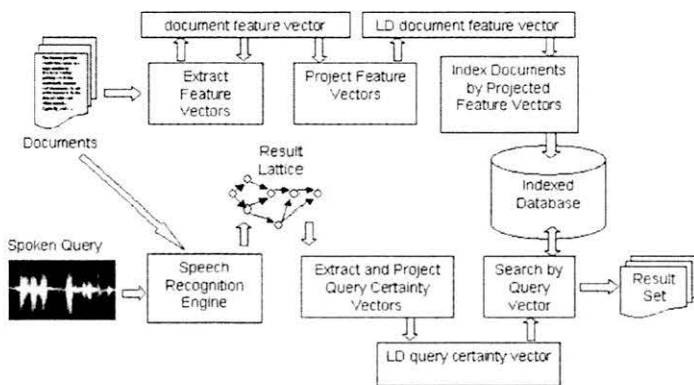 document feature vector
LD document feature vector
Extract
Feature
Vectors
Project Feature
Vectors
Index Documents
by Projected
Feature Vectors
Documents
Result
Lattice
Indexed
Database
Spoken Query
Speech
Recognition
Engine
Extract and Project
Query Certainty
Vectors
Search by
Query
Vector
Result
Set
LD query certainty vector